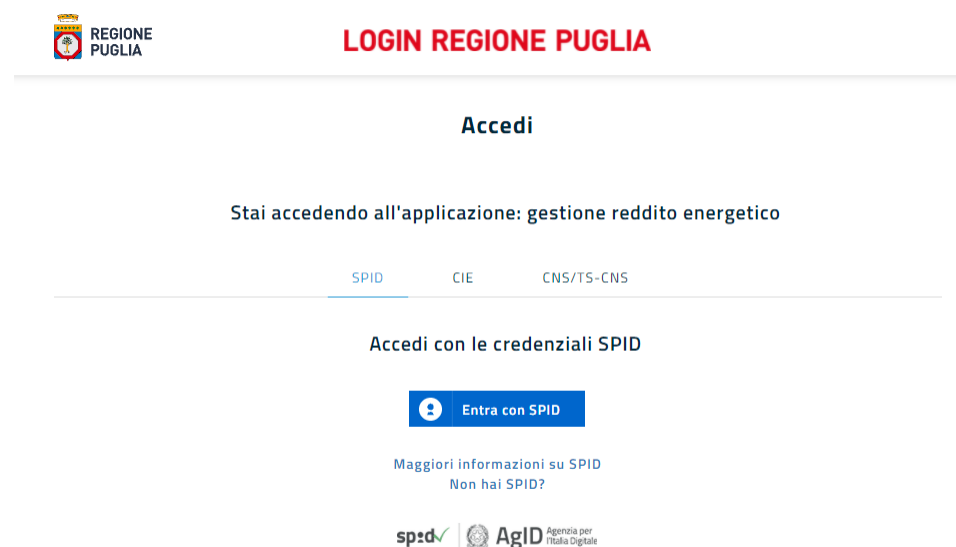 REGIONE
PUGLIA
LOGIN REGIONE PUGLIA
Accedi
Stai accedendo all'applicazione: gestione reddito energetico
SPID CIE CNS/TS-CNS
Accedi con le credenziali SPID
Entra con SPID
Maggiori informazioni su SPID
Non hai SPID?
sp:d AgID Agenzia per
l'Italia Digitale